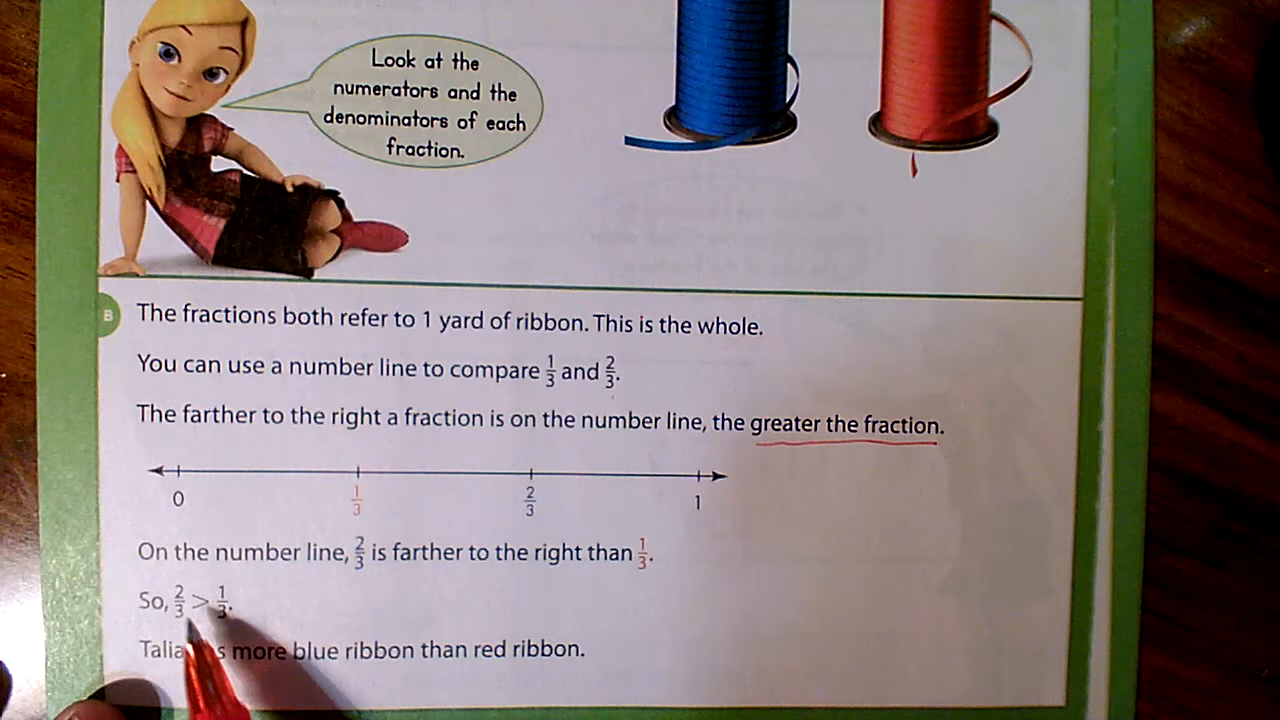 Look at the
numerators and the
denominators of each
fraction.
B
The fractions both refer to 1 yard of ribbon. This is the whole.
You can use a number line to compare 1/3 and 2/3.
The farther to the right a fraction is on the number line, the greater the fraction.
0 1/3 2/3 1
On the number line, 2/3 is farther to the right than 1/3.
So, 2/3 > 1/3.
Talia more blue ribbon than red ribbon.